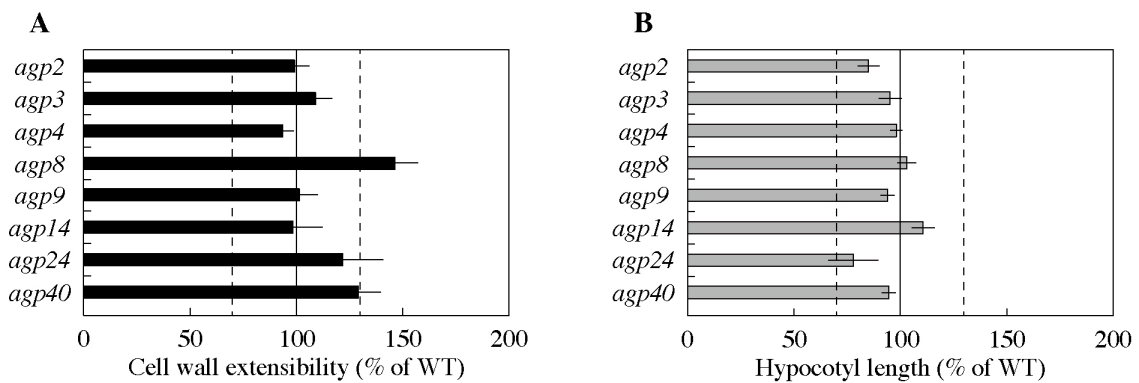 A
agp2
agp3
agp4
agp8
agp9
agp14
agp24
agp40
0 50 100 150 200
Cell wall extensibility (% of WT)
B
agp2
agp3
agp4
agp8
agp9
agp14
agp24
agp40
0 50 100 150 200
Hypocotyl length (% of WT)